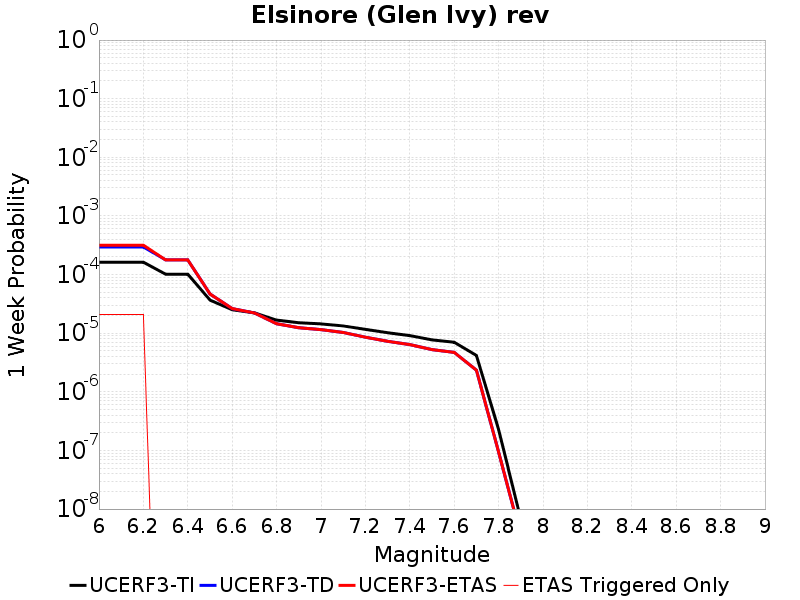 Elsinore (Glen Ivy) rev
1 Week Probability
10^0
10^-1
10^-2
10^-3
10^-4
10^-5
10^-6
10^-7
10^-8
6 6.2 6.4 6.6 6.8 7 7.2 7.4 7.6 7.8 8 8.2 8.4 8.6 8.8 9
Magnitude
UCERF3-TI UCERF3-TD UCERF3-ETAS ETAS Triggered Only